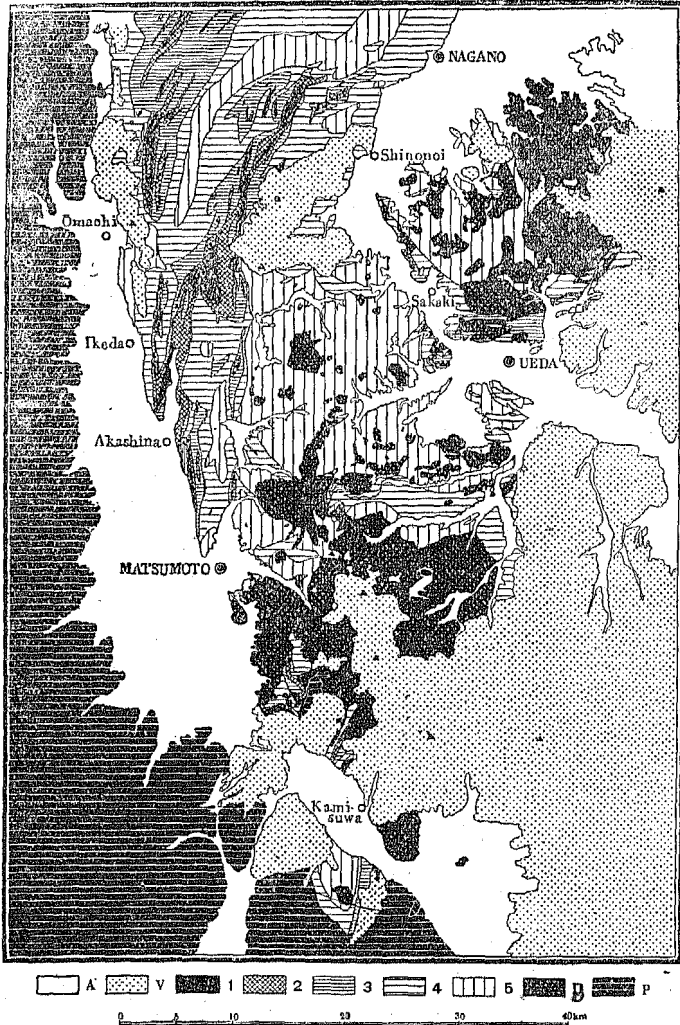 NAGANO
Shinonoi
Ōmachi
Sakaki
Ikeda
UEDA
Akashina
MATSUMOTO
Kami-
suwa
A V 1 2 3 4 5 D P
0 5 10 20 30 40km